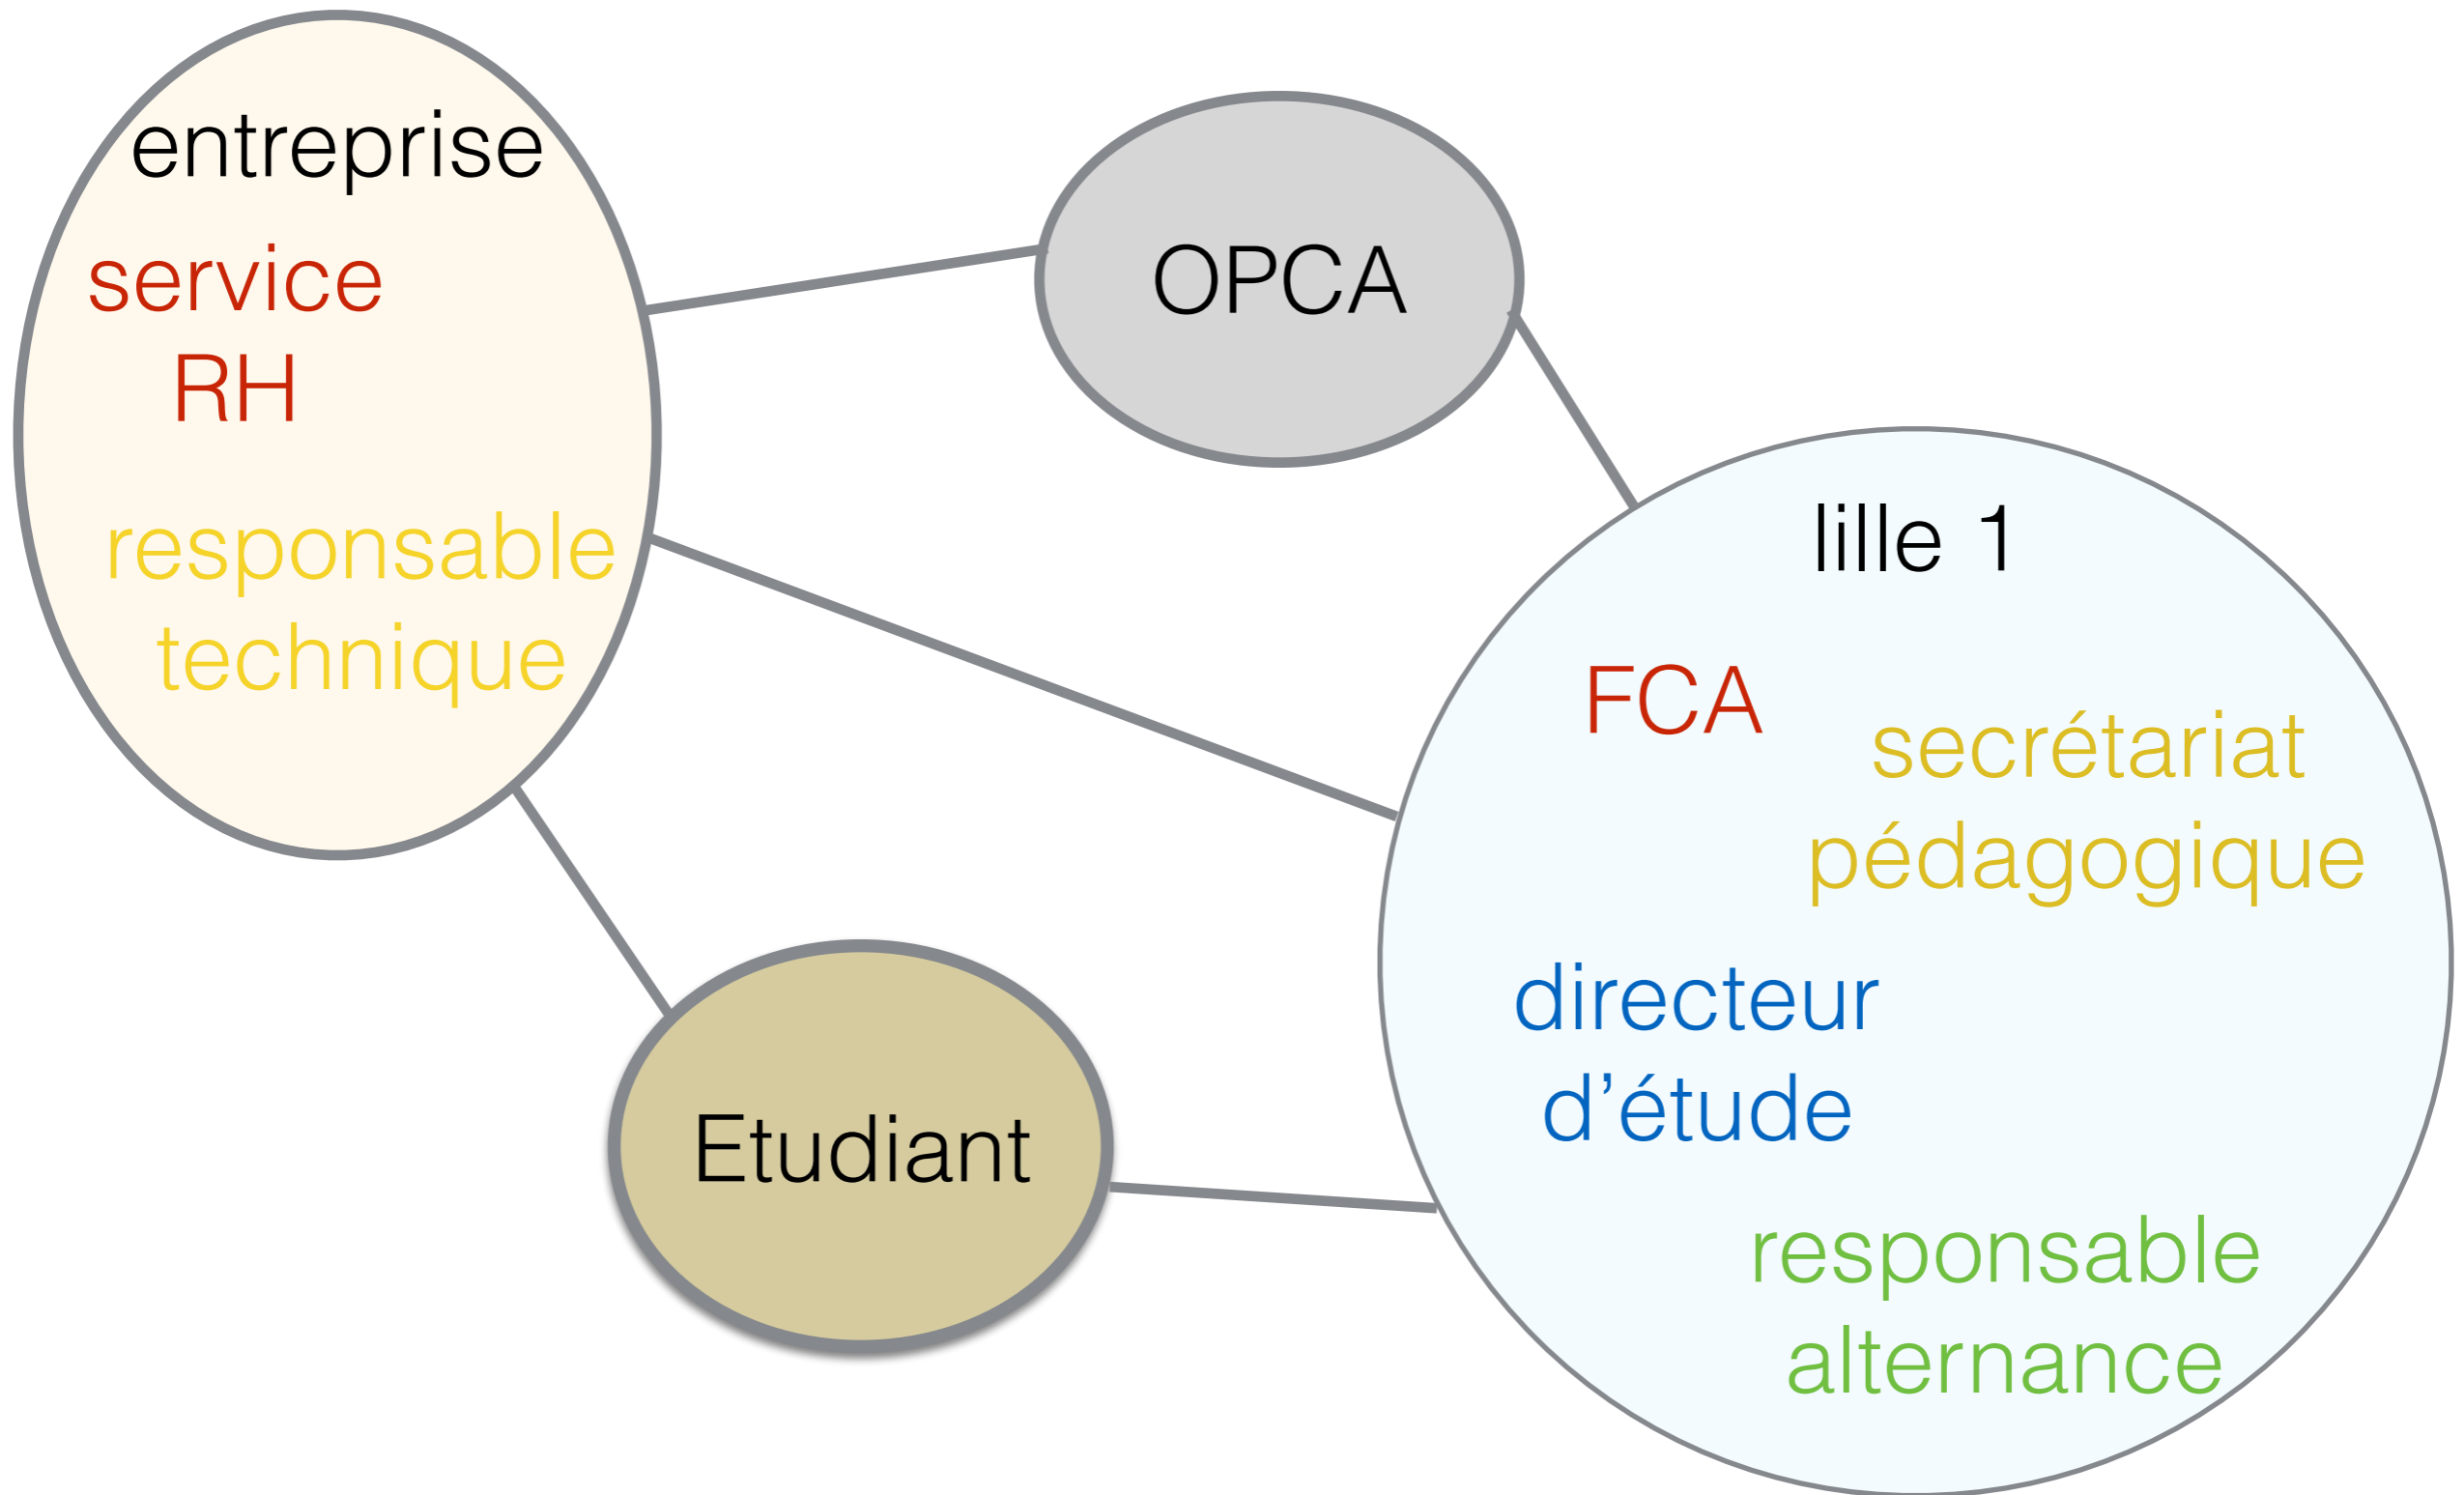 entreprise
service
RH
responsable
technique
OPCA
Etudiant
lille 1
FCA
secrétariat
pédagogique
directeur
d’étude
responsable
alternance